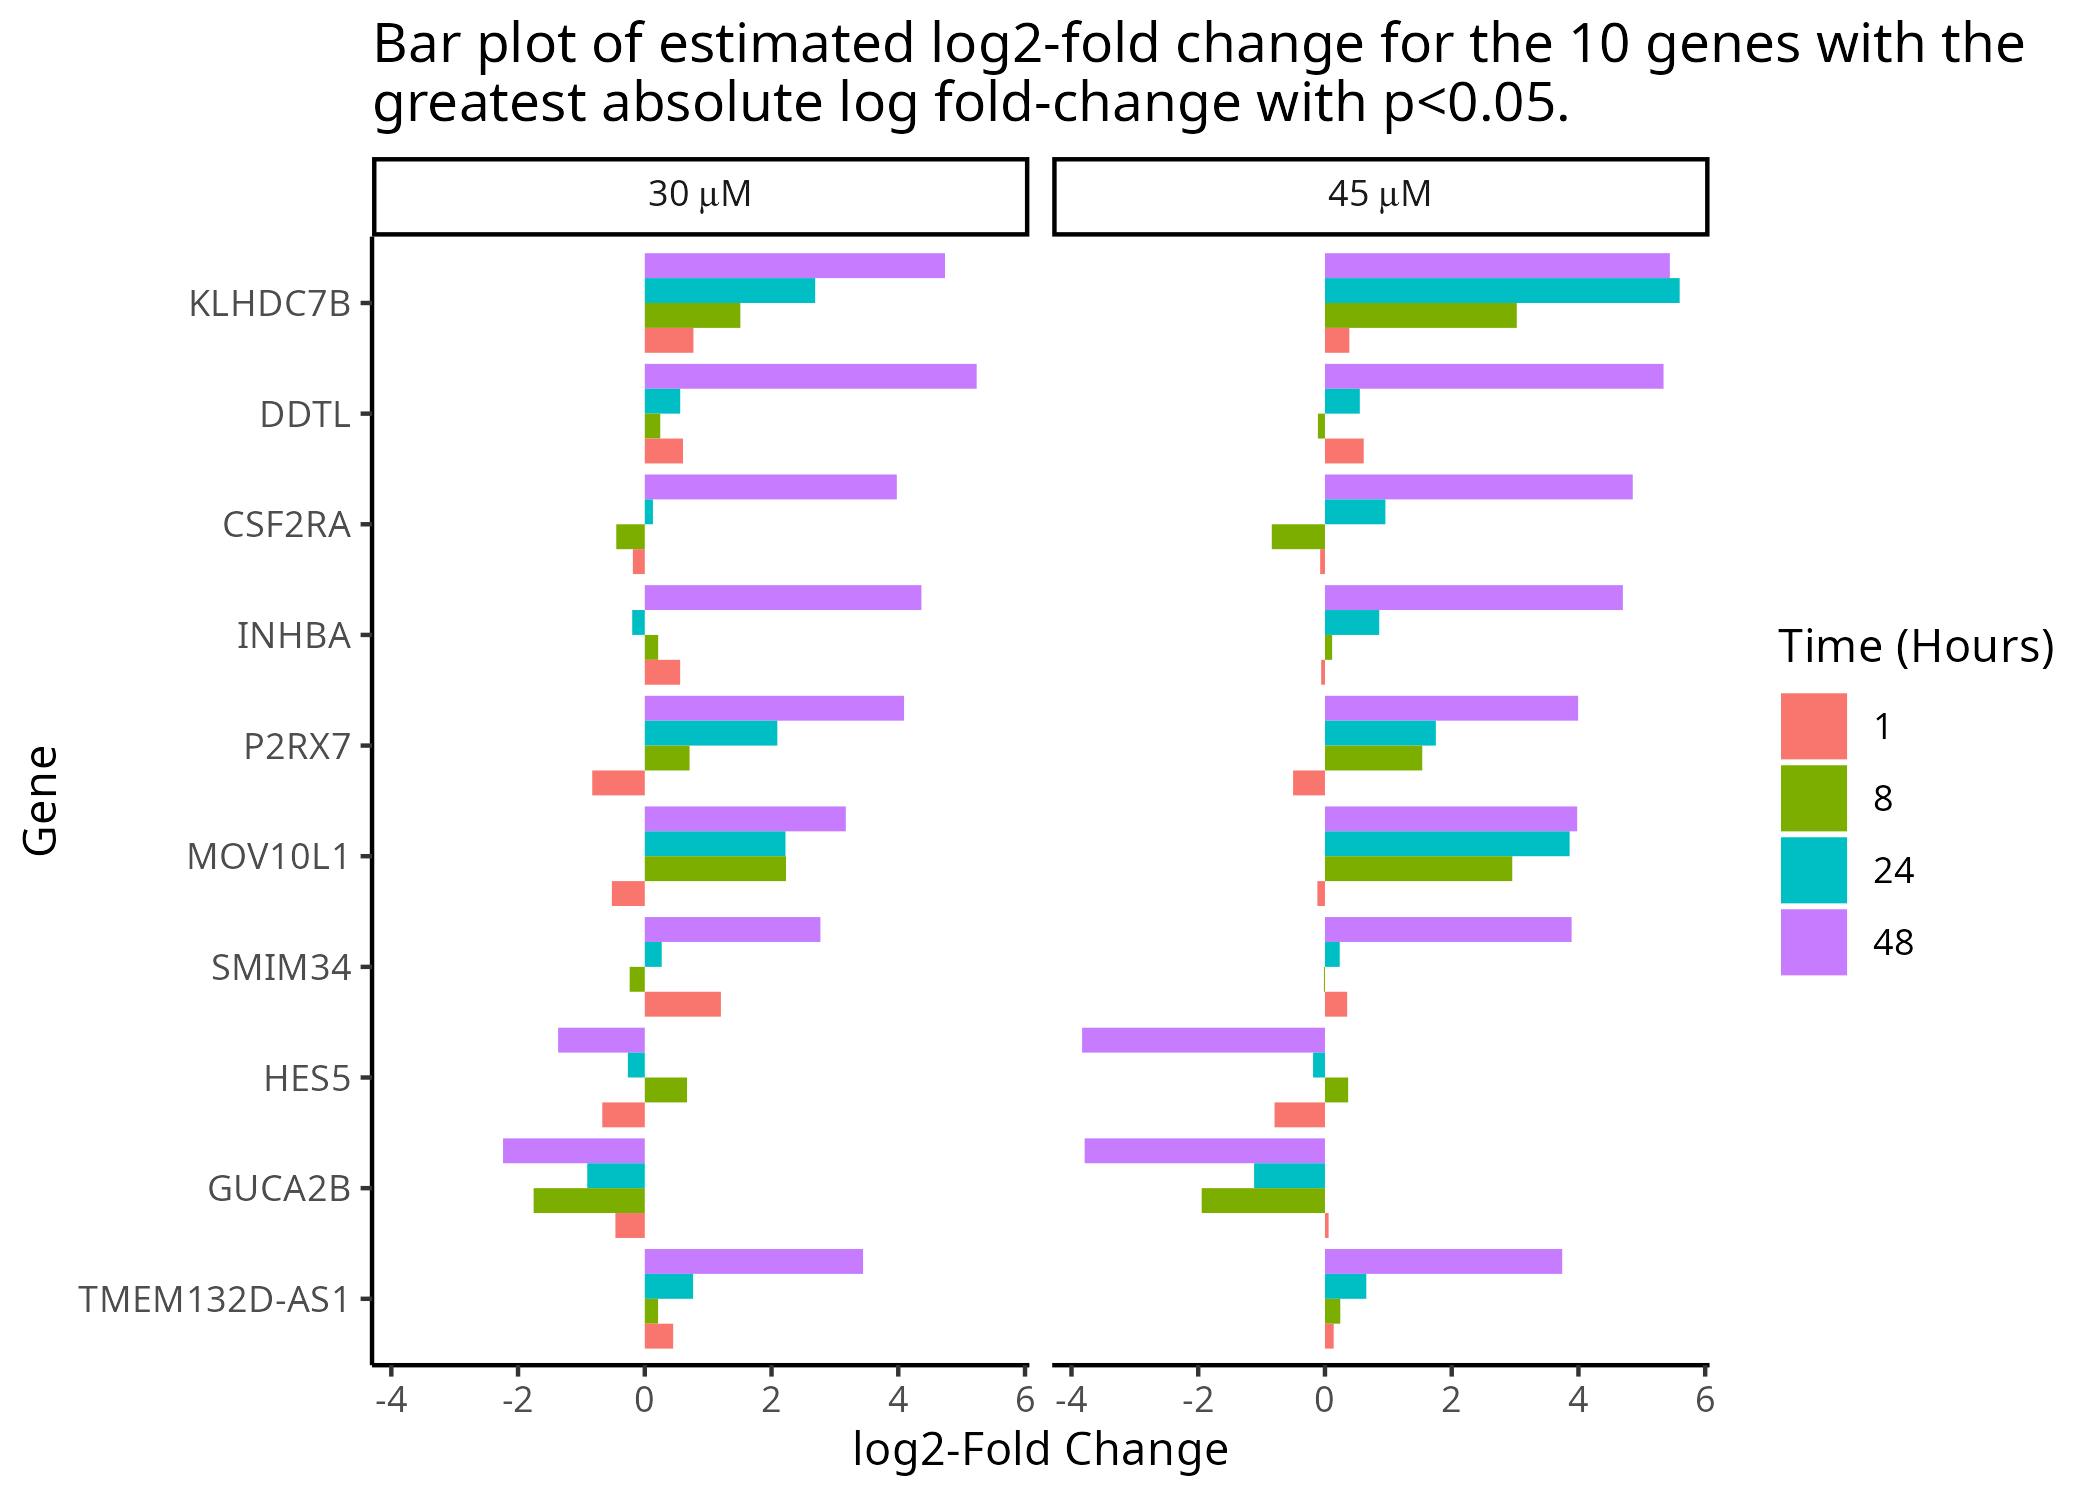 Bar plot of estimated log2-fold change for the 10 genes with the
greatest absolute log fold-change with p<0.05.
30 μM
45 μM
KLHDC7B
DDTL
CSF2RA
INHBA
P2RX7
MOV10L1
SMIM34
HES5
GUCA2B
TMEM132D-AS1
Gene
-4 -2 0 2 4 6
-4 -2 0 2 4 6
log2-Fold Change
Time (Hours)
1
8
24
48